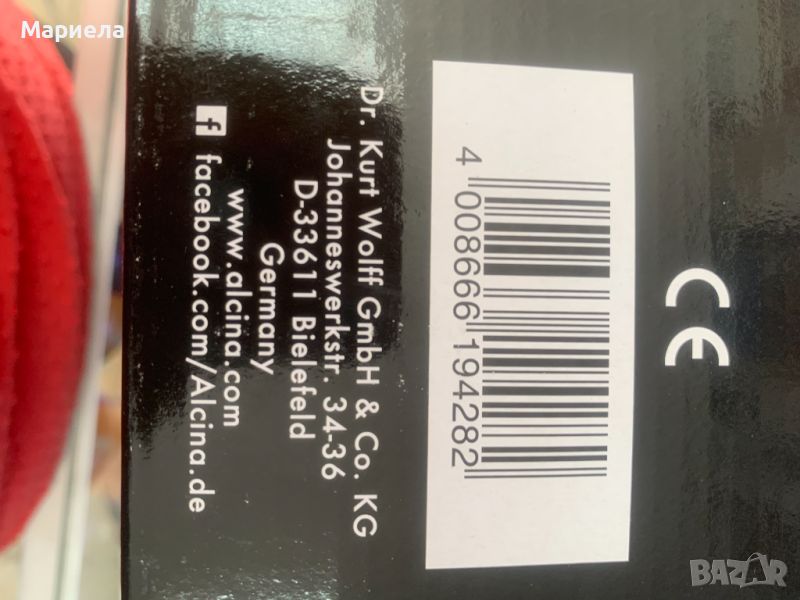 Мариела
Dr. Kurt Wolff GmbH & Co. KG
Johanneswerkstr. 34-36
D-33611 Bielefeld
Germany
www.alcina.com
f facebook.com/Alcina.de
4 008666 194282
CE
BAZAR